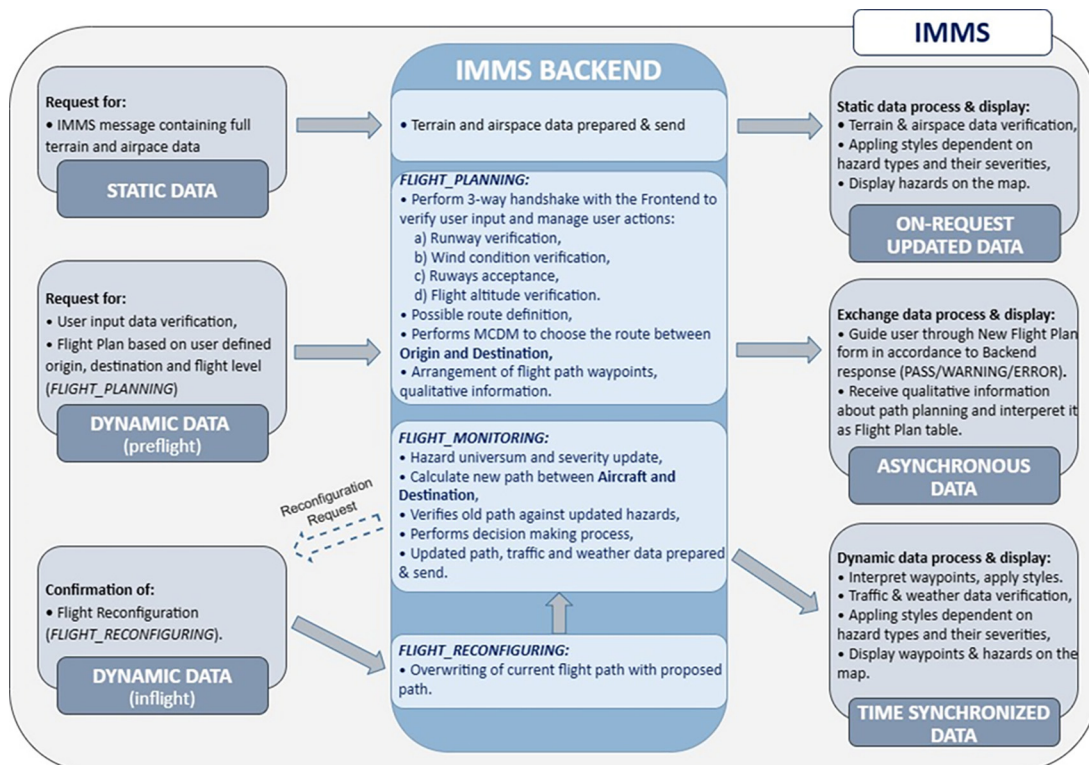 IMMS
Request for:
• IMMS message containing full
terrain and airpace data
STATIC DATA
Request for:
• User input data verification,
• Flight Plan based on user defined
origin, destination and flight level
(FLIGHT_PLANNING)
DYNAMIC DATA
(preflight)
Reconfiguration
Request
Confirmation of:
• Flight Reconfiguration
(FLIGHT_RECONFIGURING).
DYNAMIC DATA
(inflight)
IMMS BACKEND
• Terrain and airspace data prepared & send
FLIGHT_PLANNING:
• Perform 3-way handshake with the Frontend to
verify user input and manage user actions:
a) Runway verification,
b) Wind condition verification,
c) Ruways acceptance,
d) Flight altitude verification.
• Possible route definition,
• Performs MCDM to choose the route between
Origin and Destination,
• Arrangement of flight path waypoints,
qualitative information.
FLIGHT_MONITORING:
• Hazard universum and severity update,
• Calculate new path between Aircraft and
Destination,
• Verifies old path against updated hazards,
• Performs decision making process,
• Updated path, traffic and weather data prepared
& send.
FLIGHT_RECONFIGURING:
• Overwriting of current flight path with proposed
path.
Static data process & display:
• Terrain & airspace data verification,
• Appling styles dependent on
hazard types and their severities,
• Display hazards on the map.
ON-REQUEST
UPDATED DATA
Exchange data process & display:
• Guide user through New Flight Plan
form in accordance to Backend
response (PASS/WARNING/ERROR).
• Receive qualitative information
about path planning and interperet it
as Flight Plan table.
ASYNCHRONOUS
DATA
Dynamic data process & display:
• Interpret waypoints, apply styles.
• Traffic & weather data verification,
• Appling styles dependent on
hazard types and their severities,
• Display waypoints & hazards on the
map.
TIME SYNCHRONIZED
DATA